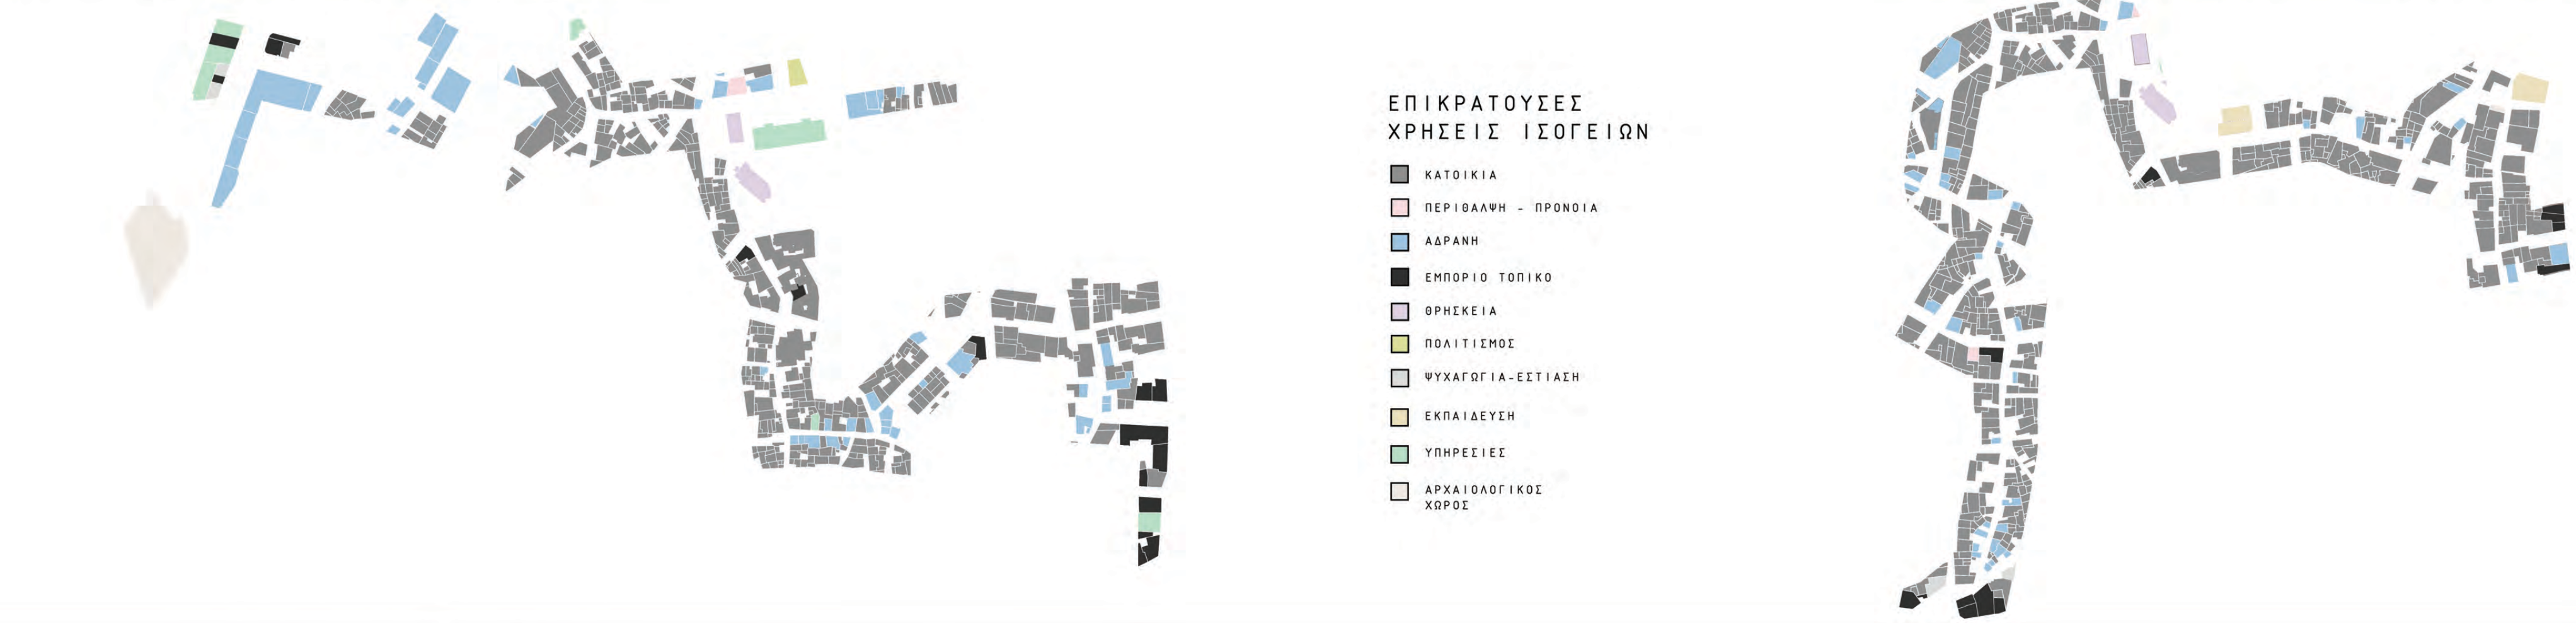 ΕΠΙΚΡΑΤΟΥΣΕΣ
ΧΡΗΣΕΙΣ ΙΣΟΓΕΙΩΝ
ΚΑΤΟΙΚΙΑ
ΠΕΡΙΘΑΛΨΗ - ΠΡΟΝΟΙΑ
ΑΔΡΑΝΗ
ΕΜΠΟΡΙΟ ΤΟΠΙΚΟ
ΘΡΗΣΚΕΙΑ
ΠΟΛΙΤΙΣΜΟΣ
ΨΥΧΑΓΩΓΙΑ-ΕΣΤΙΑΣΗ
ΕΚΠΑΙΔΕΥΣΗ
ΥΠΗΡΕΣΙΕΣ
ΑΡΧΑΙΟΛΟΓΙΚΟΣ
ΧΩΡΟΣ